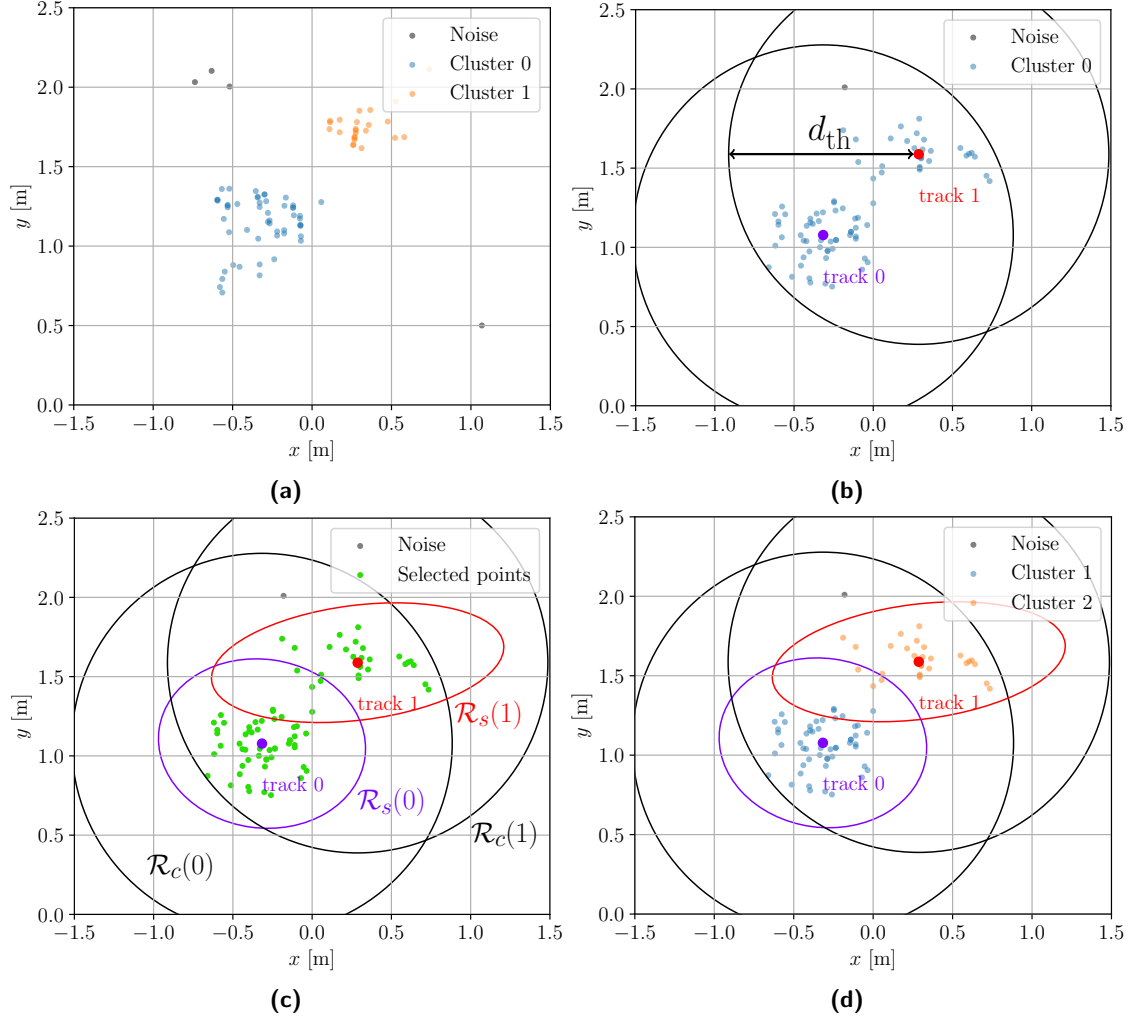 2.5
2.0
1.5
1.0
0.5
0.0
y [m]
−1.5 −1.0 −0.5 0.0 0.5 1.0 1.5
x [m]
Noise
Cluster 0
Cluster 1
(a)
2.5
2.0
1.5
1.0
0.5
0.0
y [m]
−1.5 −1.0 −0.5 0.0 0.5 1.0 1.5
x [m]
Noise
Cluster 0
d_th
track 1
track 0
(b)
2.5
2.0
1.5
1.0
0.5
0.0
y [m]
−1.5 −1.0 −0.5 0.0 0.5 1.0 1.5
x [m]
Noise
Selected points
track 1
R_s(1)
track 0
R_s(0)
R_c(1)
R_c(0)
(c)
2.5
2.0
1.5
1.0
0.5
0.0
y [m]
−1.5 −1.0 −0.5 0.0 0.5 1.0 1.5
x [m]
Noise
Cluster 1
Cluster 2
track 1
track 0
(d)